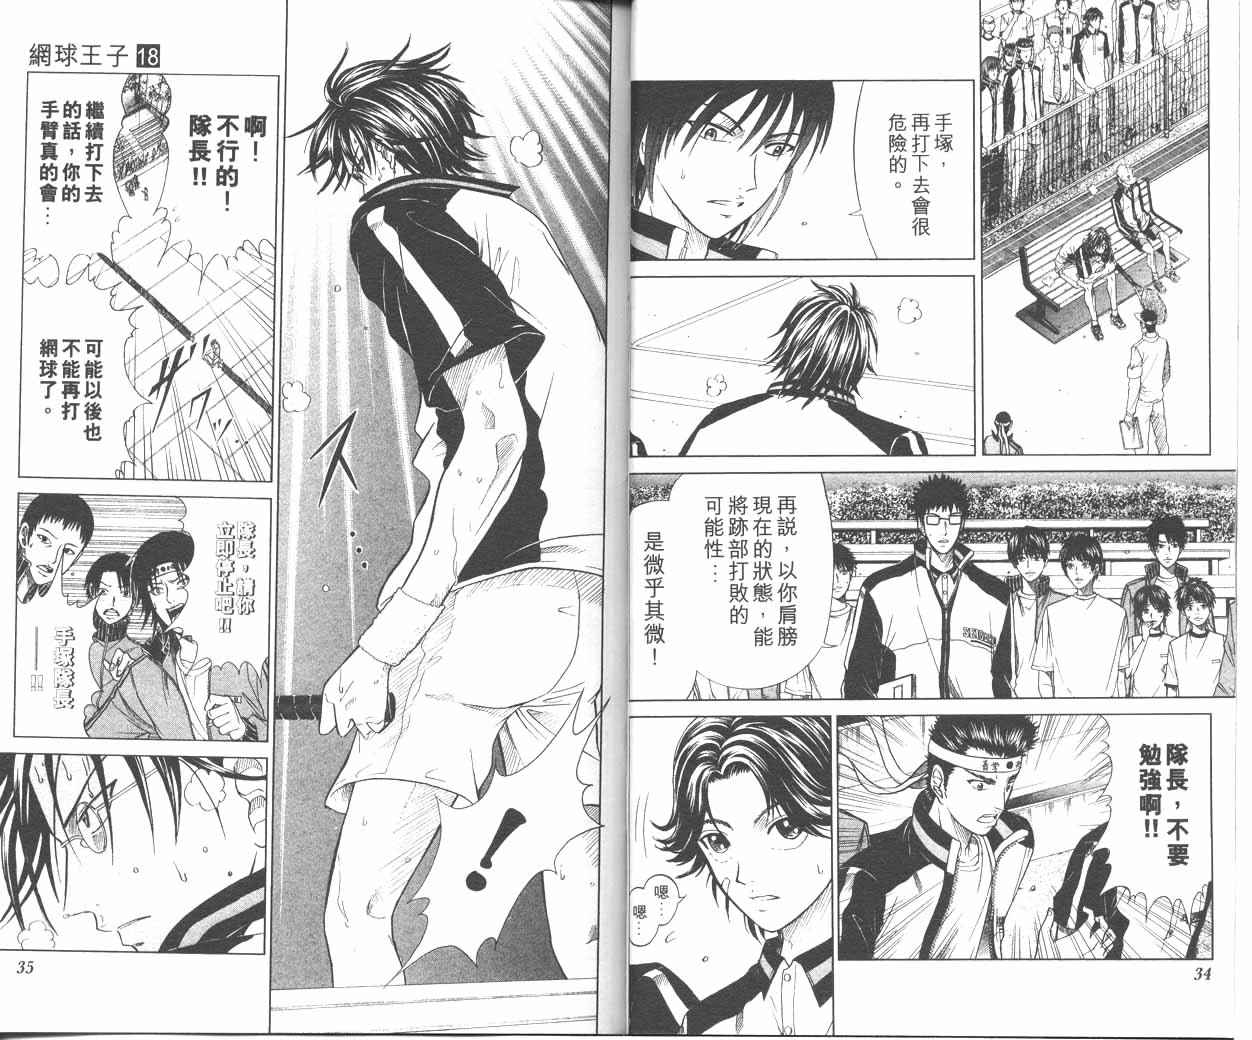 手塚，
再打下去會很
危險的。
再說，以你肩膀
現在的狀態，能
將跡部打敗的
可能性…
是微乎其微！
SEIGAKU
隊長，不要
勉強啊!!
嗯…
嗯…
34
網球王子 18
啊！
不行的！
隊長!!
繼續打下去
的話，你的
手臂真的會…
可能以後也
不能再打
網球了。
ザッ
ク
ス
！
隊長，請你
立即停止吧!!
手塚隊長
——!!
35